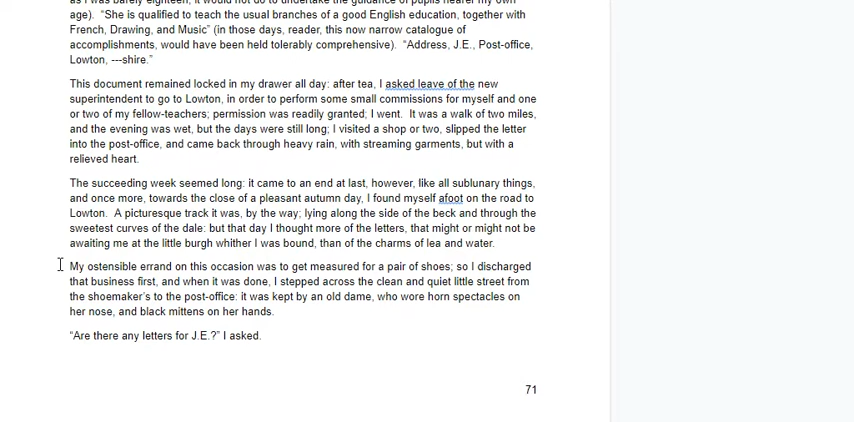 as I was barely eighteen, it would not do to undertake the guidance of pupils nearer my own
age).  “She is qualified to teach the usual branches of a good English education, together with
French, Drawing, and Music” (in those days, reader, this now narrow catalogue of
accomplishments, would have been held tolerably comprehensive).  “Address, J.E., Post-office,
Lowton, ---shire.”
This document remained locked in my drawer all day: after tea, I asked leave of the new
superintendent to go to Lowton, in order to perform some small commissions for myself and one
or two of my fellow-teachers; permission was readily granted; I went.  It was a walk of two miles,
and the evening was wet, but the days were still long; I visited a shop or two, slipped the letter
into the post-office, and came back through heavy rain, with streaming garments, but with a
relieved heart.
The succeeding week seemed long: it came to an end at last, however, like all sublunary things,
and once more, towards the close of a pleasant autumn day, I found myself afoot on the road to
Lowton.  A picturesque track it was, by the way; lying along the side of the beck and through the
sweetest curves of the dale: but that day I thought more of the letters, that might or might not be
awaiting me at the little burgh whither I was bound, than of the charms of lea and water.
My ostensible errand on this occasion was to get measured for a pair of shoes; so I discharged
that business first, and when it was done, I stepped across the clean and quiet little street from
the shoemaker’s to the post-office: it was kept by an old dame, who wore horn spectacles on
her nose, and black mittens on her hands.
“Are there any letters for J.E.?” I asked.
71